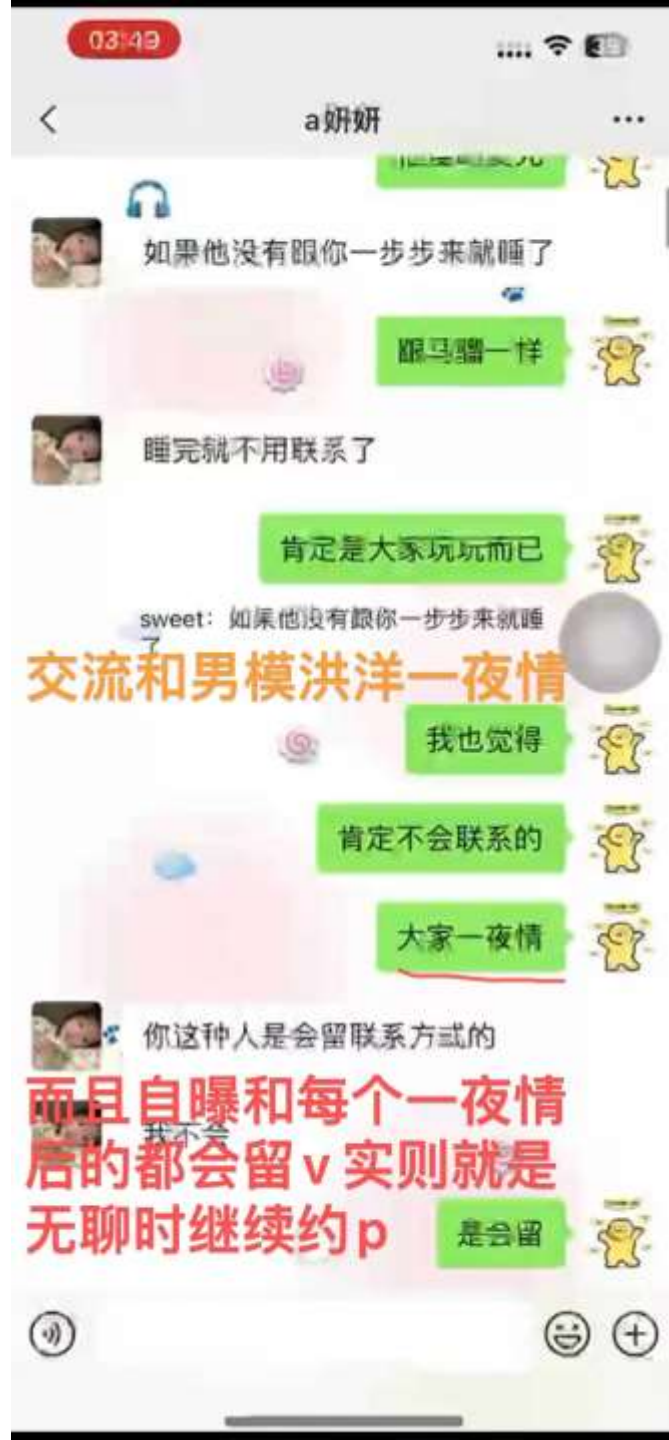 03:49
a妍妍
如果他没有跟你一步步来就睡了
跟马骝一样
睡完就不用联系了
肯定是大家玩玩而已
sweet：如果他没有跟你一步步来就睡
了
交流和男模洪洋一夜情
我也觉得
肯定不会联系的
大家一夜情
你这种人是会留联系方式的
而且自曝和每个一夜情
我不会
后的都会留v实则就是
无聊时继续约p
是会留